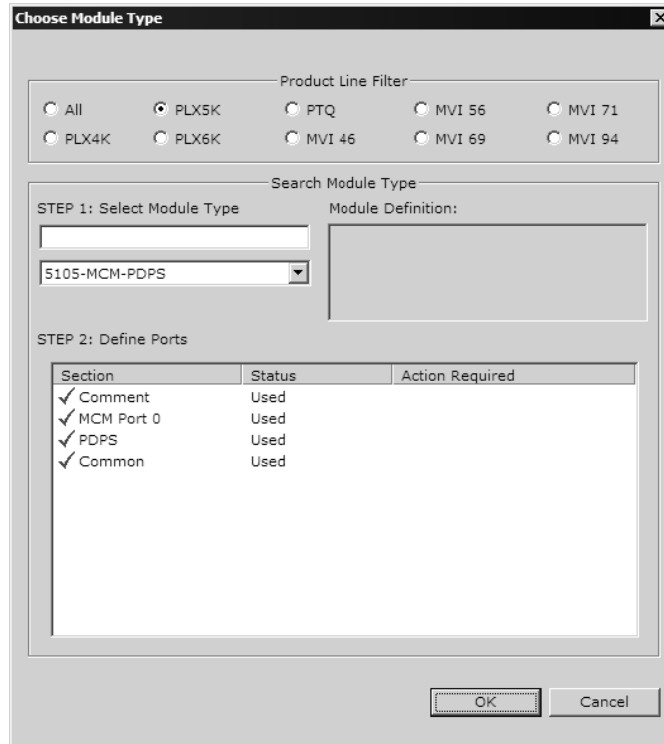 Choose Module Type
Product Line Filter
All PLX5K PTQ MVI 56 MVI 71
PLX4K PLX6K MVI 46 MVI 69 MVI 94
Search Module Type
STEP 1: Select Module Type Module Definition:
5105-MCM-PDPS
STEP 2: Define Ports
Section Status Action Required
Comment Used
MCM Port 0 Used
PDPS Used
Common Used
OK Cancel